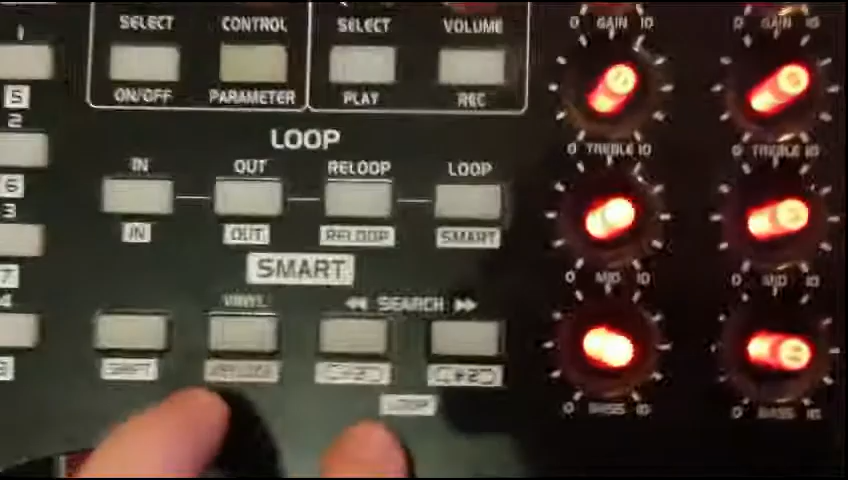 SELECT CONTROL SELECT VOLUME 0 GAIN 10 0 GAIN 10
1
ON/OFF PARAMETER PLAY REC
5
2
LOOP
0 TREBLE 10 0 TREBLE 10
IN OUT RELOOP LOOP
6
3
IN OUT RELOOP SMART
SMART
7
0 MID 10 0 MID 10
4 VINYL SEARCH
SHIFT
LOOP
0 BASS 10 0 BASS 10